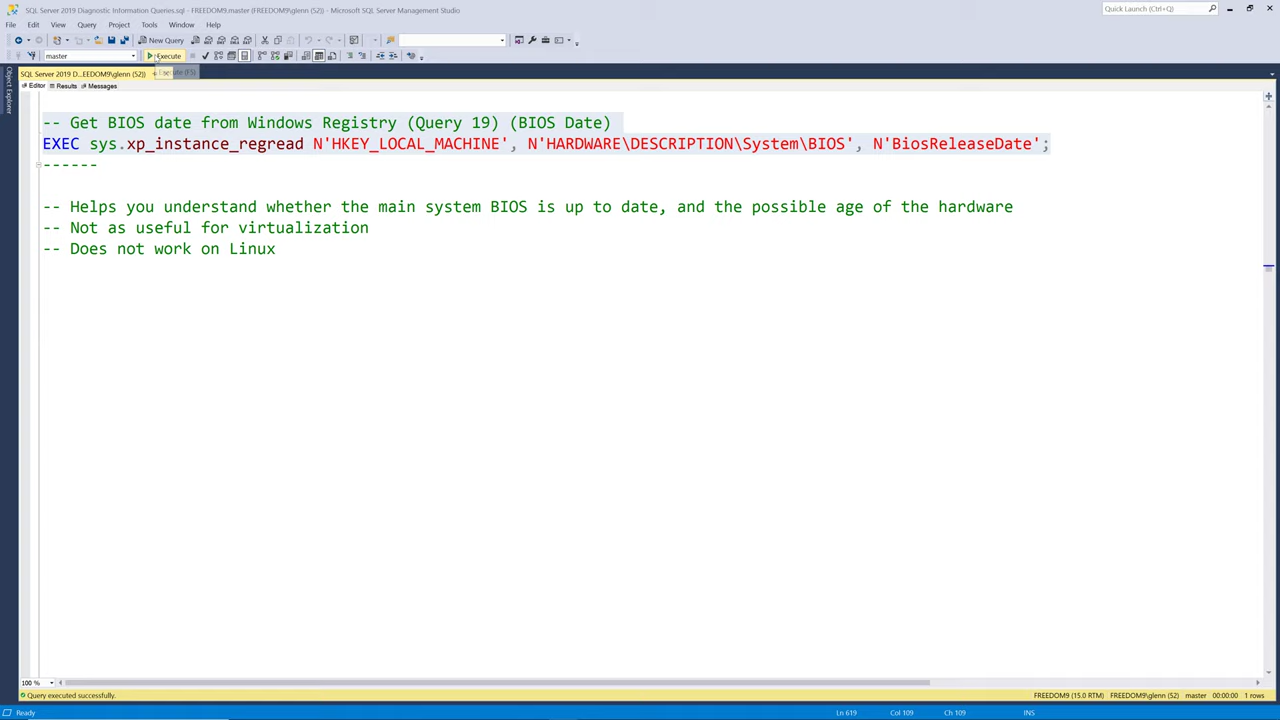 SQL Server 2019 Diagnostic Information Queries.sql - FREEDOM9.master (FREEDOM9\glenn (52)) - Microsoft SQL Server Management Studio
Quick Launch (Ctrl+Q)
File Edit View Query Project Tools Window Help
New Query
master Execute
SQL Server 2019 D...EEDOM9\glenn (52))
Execute (F5)
Object Explorer
Editor Results Messages
-- Get BIOS date from Windows Registry (Query 19) (BIOS Date)
EXEC sys.xp_instance_regread N'HKEY_LOCAL_MACHINE', N'HARDWARE\DESCRIPTION\System\BIOS', N'BiosReleaseDate';
------
-- Helps you understand whether the main system BIOS is up to date, and the possible age of the hardware
-- Not as useful for virtualization
-- Does not work on Linux
100 %
Query executed successfully. FREEDOM9 (15.0 RTM) FREEDOM9\glenn (52) master 00:00:00 1 rows
Ready Ln 619 Col 109 Ch 109 INS